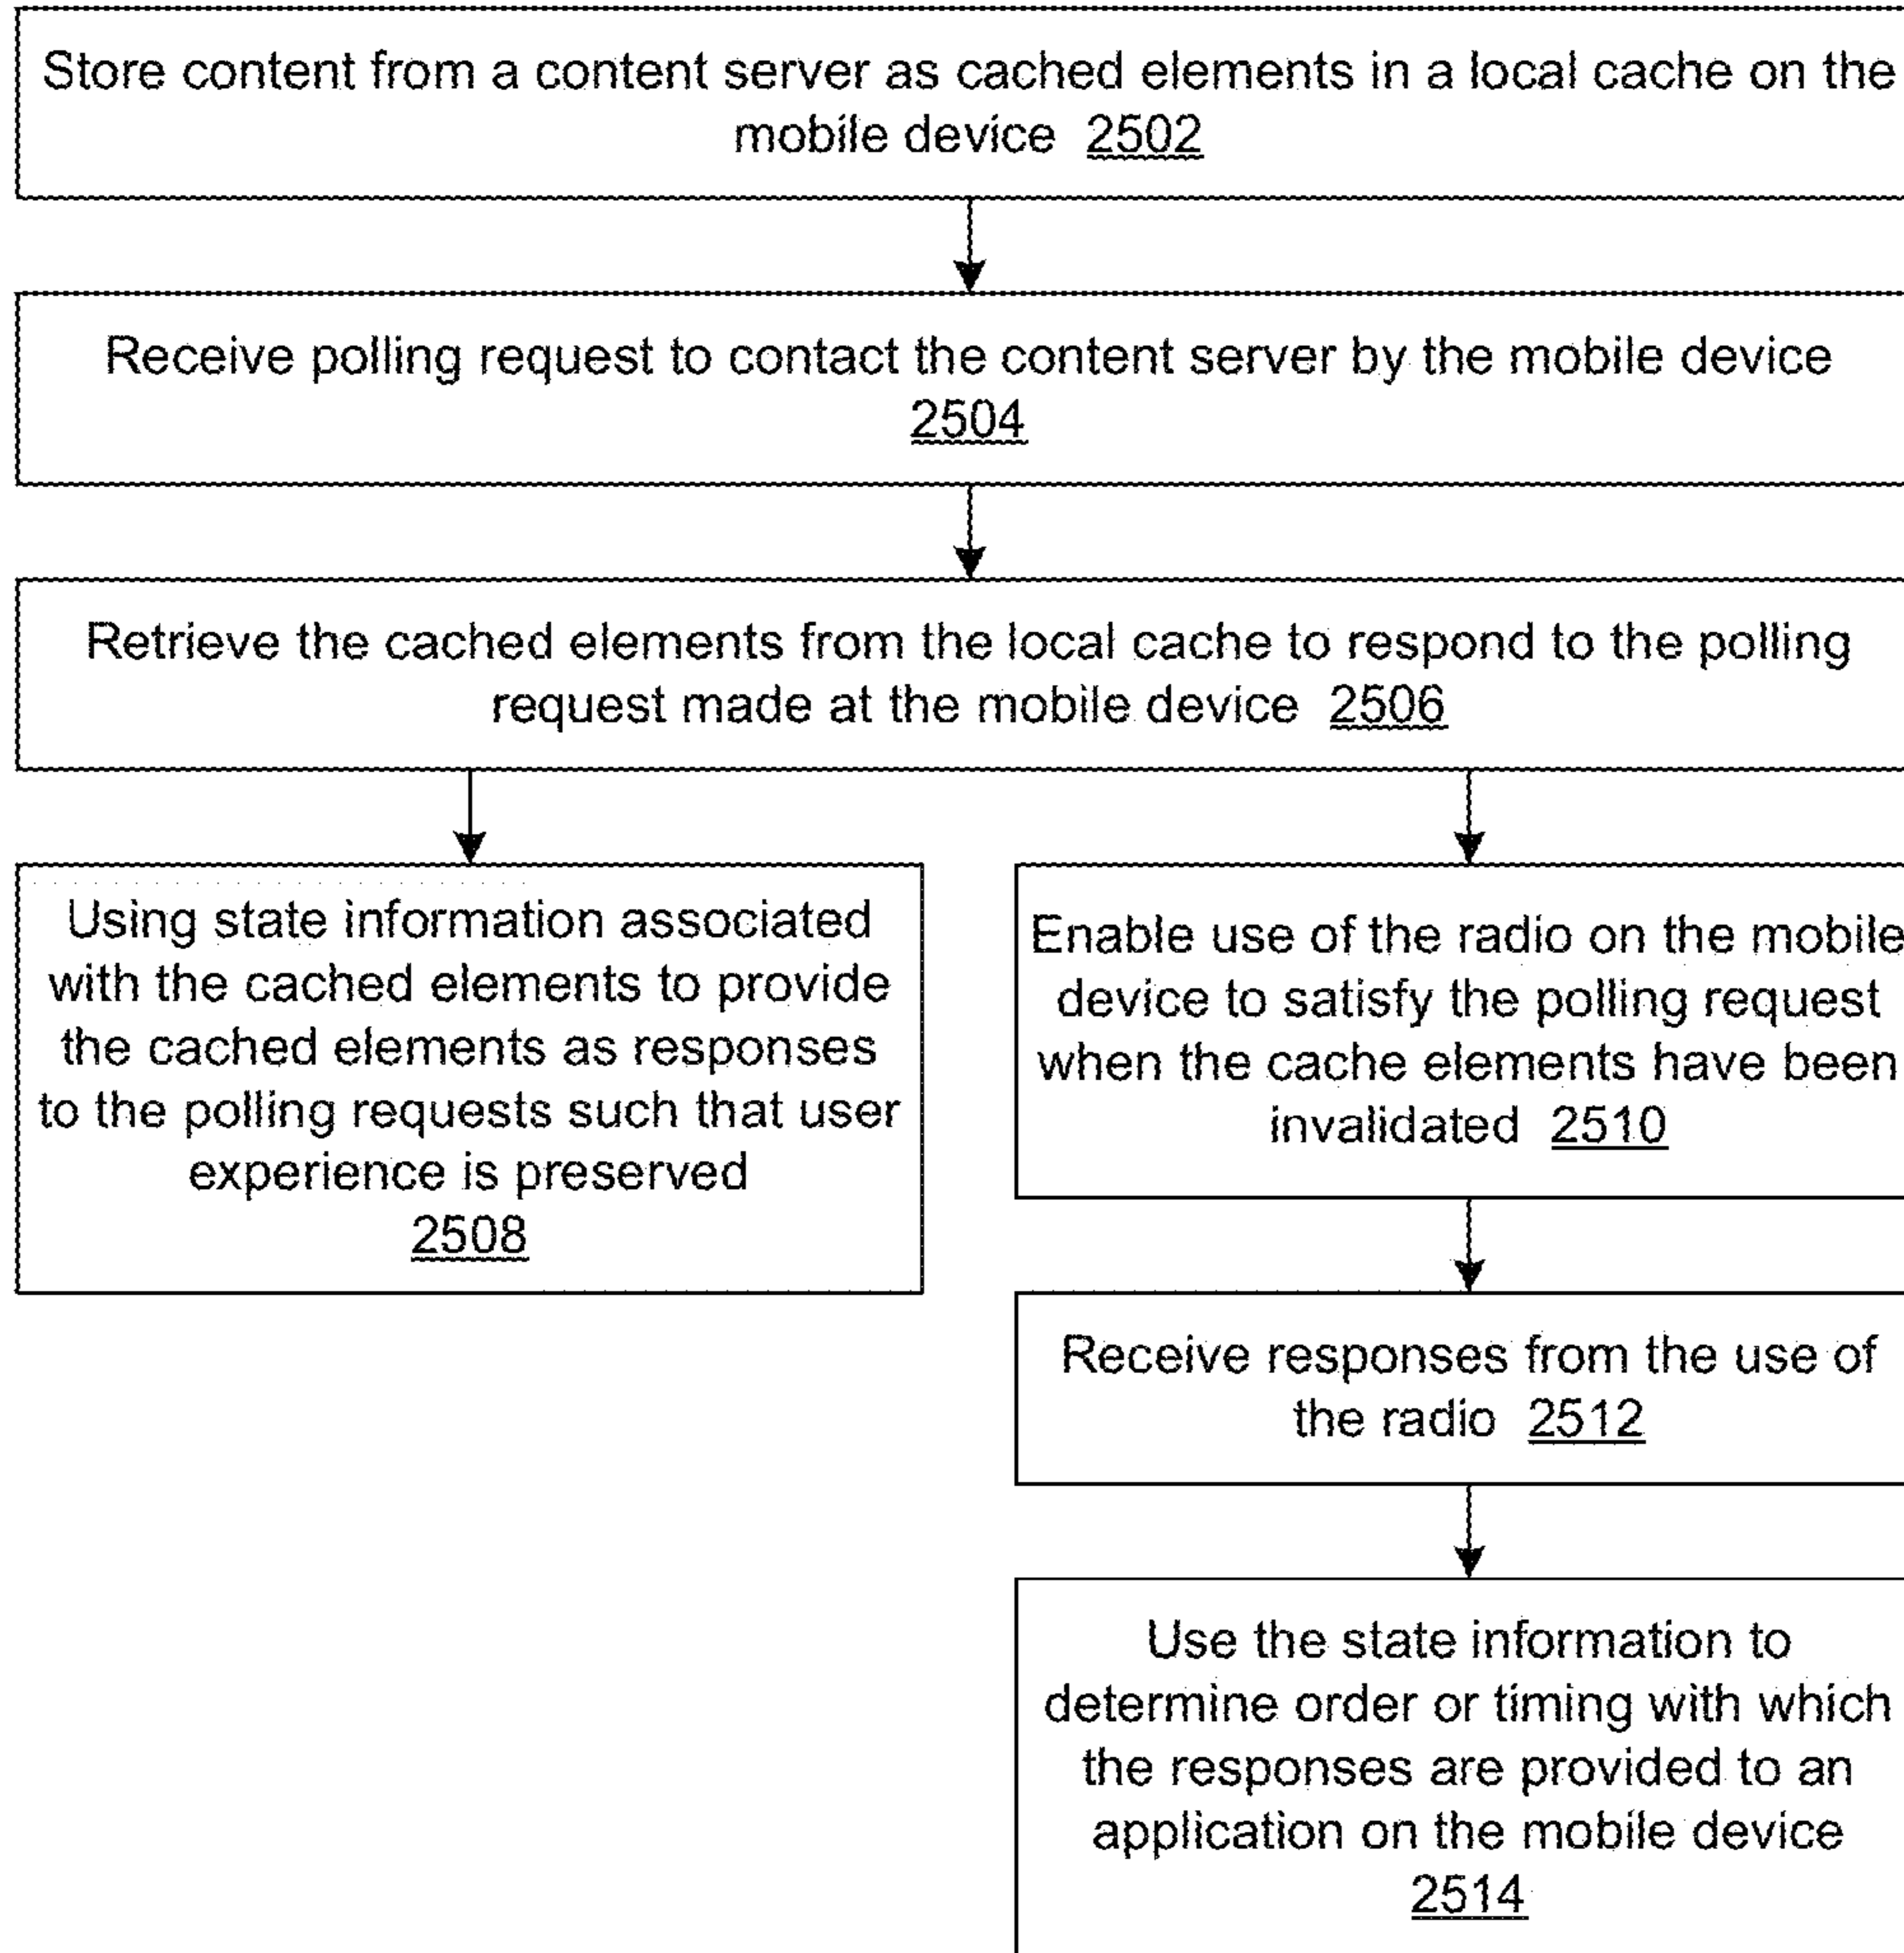 Store content from a content server as cached elements in a local cache on the
mobile device 2502
Receive polling request to contact the content server by the mobile device
2504
Retrieve the cached elements from the local cache to respond to the polling
request made at the mobile device 2506
Using state information associated
with the cached elements to provide
the cached elements as responses
to the polling requests such that user
experience is preserved
2508
Enable use of the radio on the mobile
device to satisfy the polling request
when the cache elements have been
invalidated 2510
Receive responses from the use of
the radio 2512
Use the state information to
determine order or timing with which
the responses are provided to an
application on the mobile device
2514